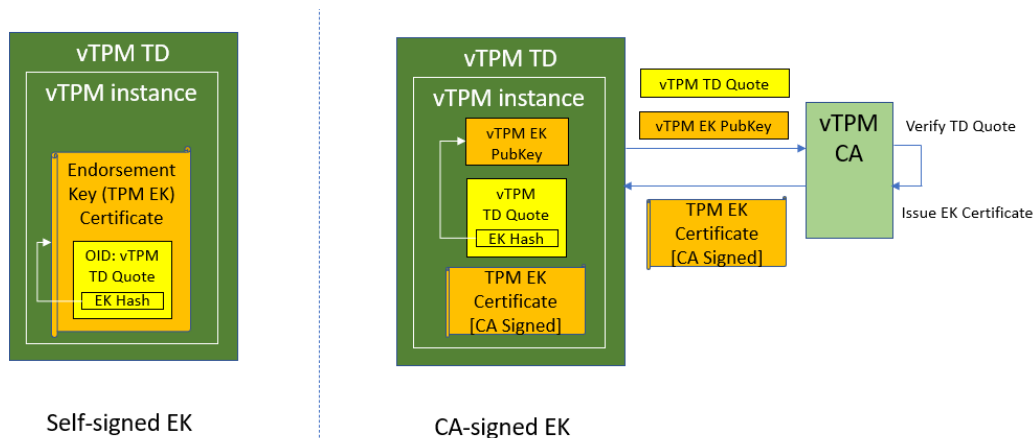 vTPM TD
vTPM instance
Endorsement
Key (TPM EK)
Certificate
OID: vTPM
TD Quote
EK Hash
Self-signed EK
vTPM TD
vTPM instance
vTPM EK
PubKey
vTPM
TD Quote
EK Hash
TPM EK
Certificate
[CA Signed]
vTPM TD Quote
vTPM EK PubKey
TPM EK
Certificate
[CA Signed]
vTPM
CA
Verify TD Quote
Issue EK Certificate
CA-signed EK